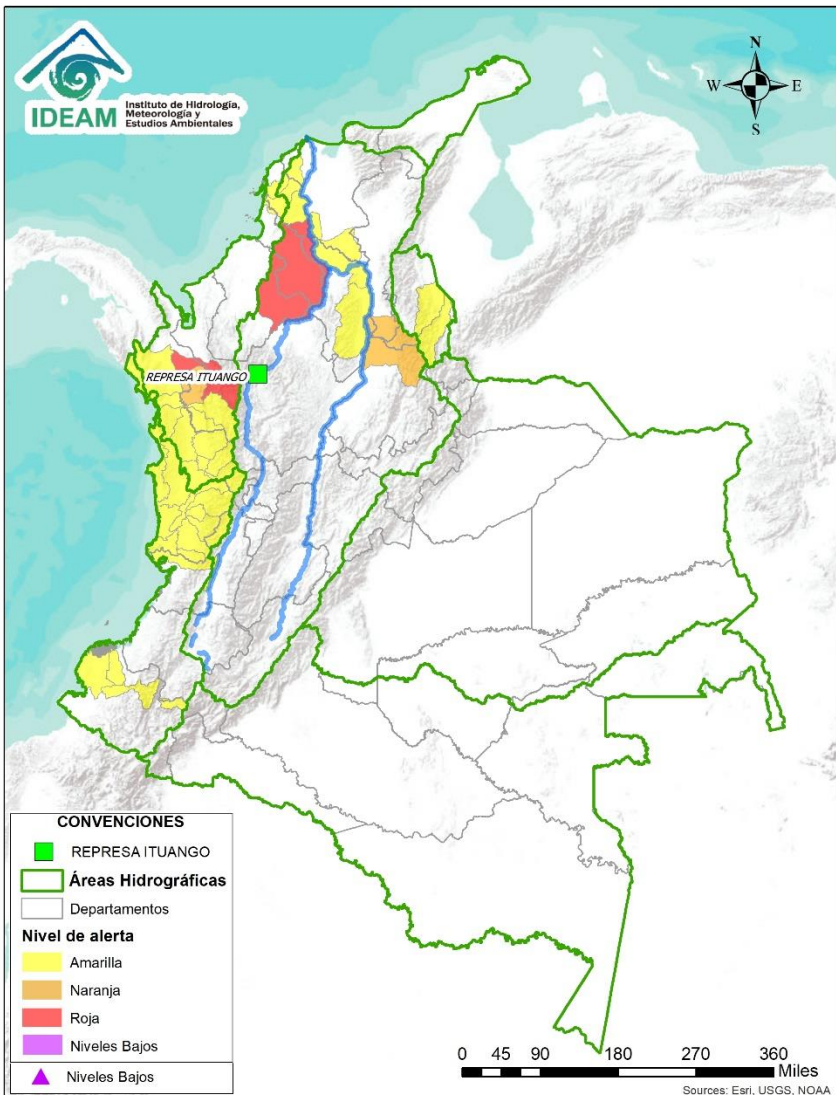 IDEAM
Instituto de Hidrología,
Meteorología y
Estudios Ambientales
N
W
E
S
REPRESA ITUANGO
CONVENCIONES
REPRESA ITUANGO
Áreas Hidrográficas
Departamentos
Nivel de alerta
Amarilla
Naranja
Roja
Niveles Bajos
Niveles Bajos
0 45 90 180 270 360
Miles
Sources: Esri, USGS, NOAA